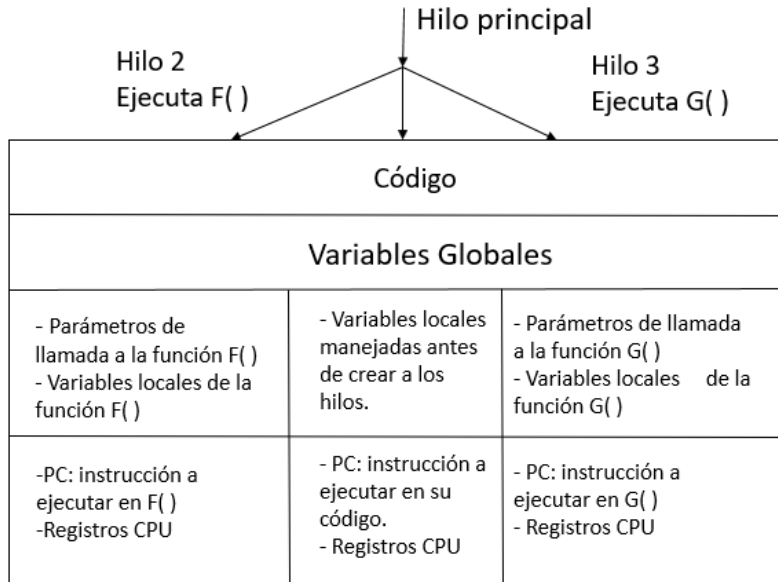 Hilo principal
Hilo 2
Ejecuta F( )
Hilo 3
Ejecuta G( )
Código
Variables Globales
- Parámetros de
llamada a la función F( )
- Variables locales de la
función F( )
- Variables locales
manejadas antes
de crear a los
hilos.
- Parámetros de llamada
a la función G( )
- Variables locales de la
función G( )
-PC: instrucción a
ejecutar en F( )
-Registros CPU
- PC: instrucción a
ejecutar en su
código.
- Registros CPU
- PC: instrucción a
ejecutar en G( )
- Registros CPU